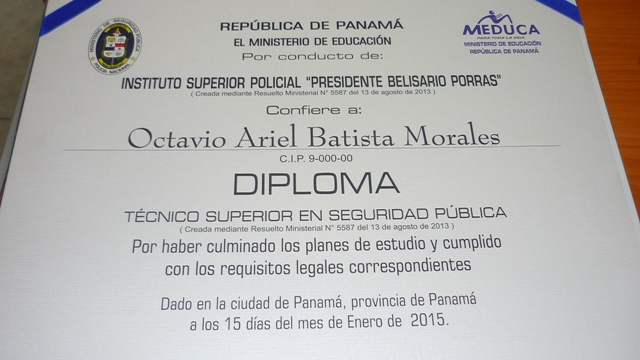 REPÚBLICA DE PANAMÁ
EL MINISTERIO DE EDUCACIÓN
Por conducto de:
MEDUCA
PARA TODA LA VIDA
MINISTERIO DE EDUCACIÓN
REPÚBLICA DE PANAMÁ
INSTITUTO SUPERIOR POLICIAL "PRESIDENTE BELISARIO PORRAS"
( Creada mediante Resuelto Ministerial N° 5587 del 13 de agosto de 2013 )
Confiere a:
Octavio Ariel Batista Morales
C.I.P. 9-000-00
DIPLOMA
TÉCNICO SUPERIOR EN SEGURIDAD PÚBLICA
( Creada mediante Resuelto Ministerial N° 5587 del 13 de agosto de 2013 )
Por haber culminado los planes de estudio y cumplido
con los requisitos legales correspondientes
Dado en la ciudad de Panamá, provincia de Panamá
a los 15 días del mes de Enero de 2015.